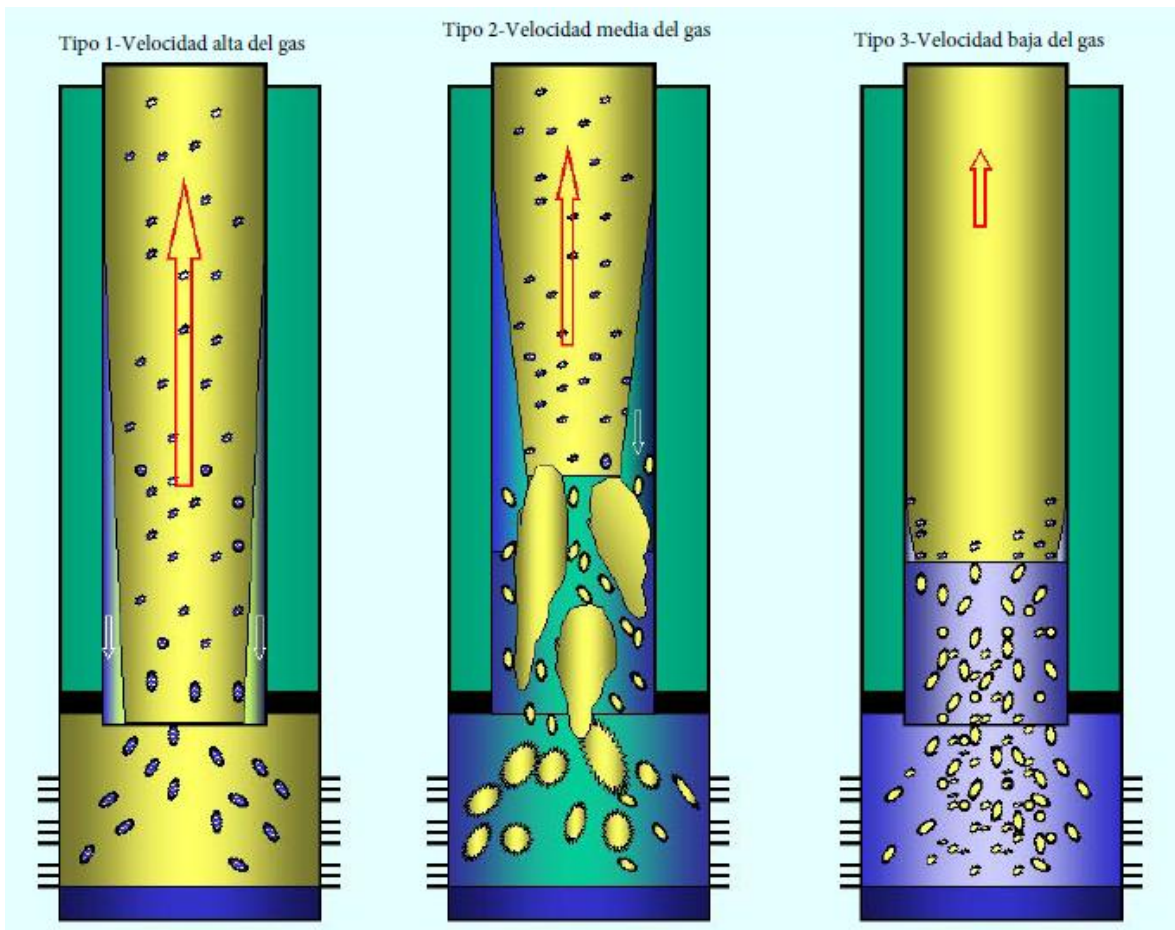 Tipo 1-Velocidad alta del gas
Tipo 2-Velocidad media del gas
Tipo 3-Velocidad baja del gas